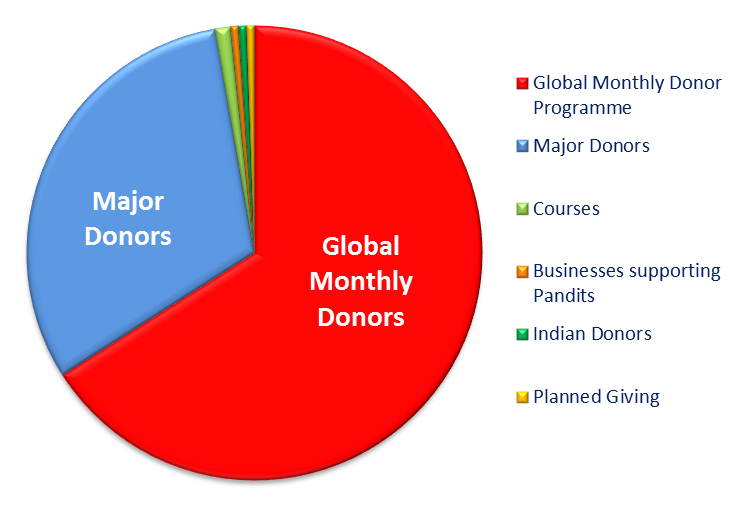 Major
Donors
Global
Monthly
Donors
Global Monthly Donor
Programme
Major Donors
Courses
Businesses supporting
Pandits
Indian Donors
Planned Giving